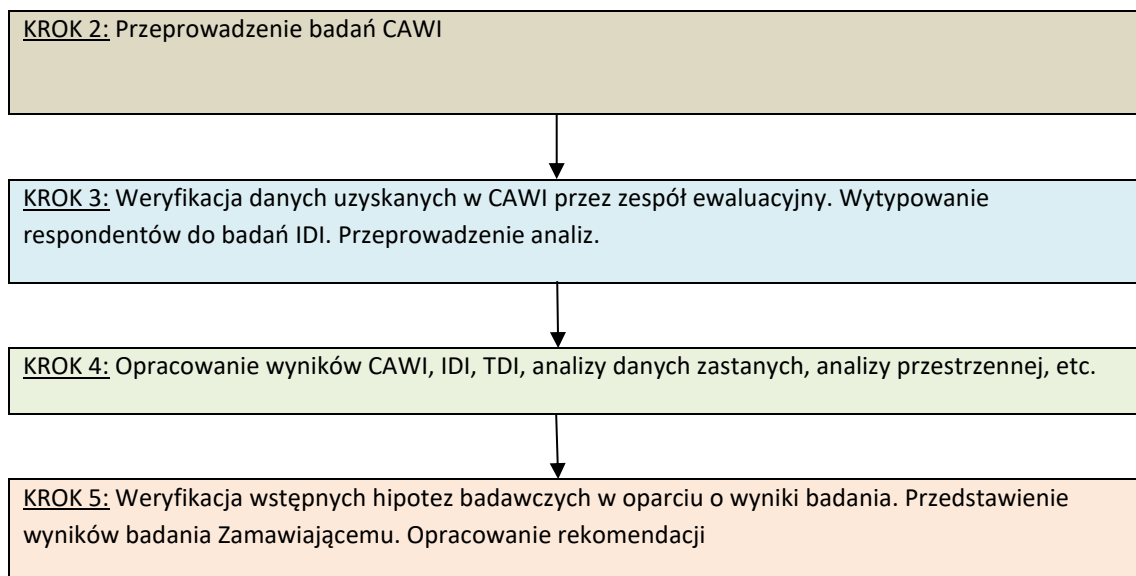 KROK 2: Przeprowadzenie badań CAWI
KROK 3: Weryfikacja danych uzyskanych w CAWI przez zespół ewaluacyjny. Wytypowanie
respondentów do badań IDI. Przeprowadzenie analiz.
KROK 4: Opracowanie wyników CAWI, IDI, TDI, analizy danych zastanych, analizy przestrzennej, etc.
KROK 5: Weryfikacja wstępnych hipotez badawczych w oparciu o wyniki badania. Przedstawienie
wyników badania Zamawiającemu. Opracowanie rekomendacji